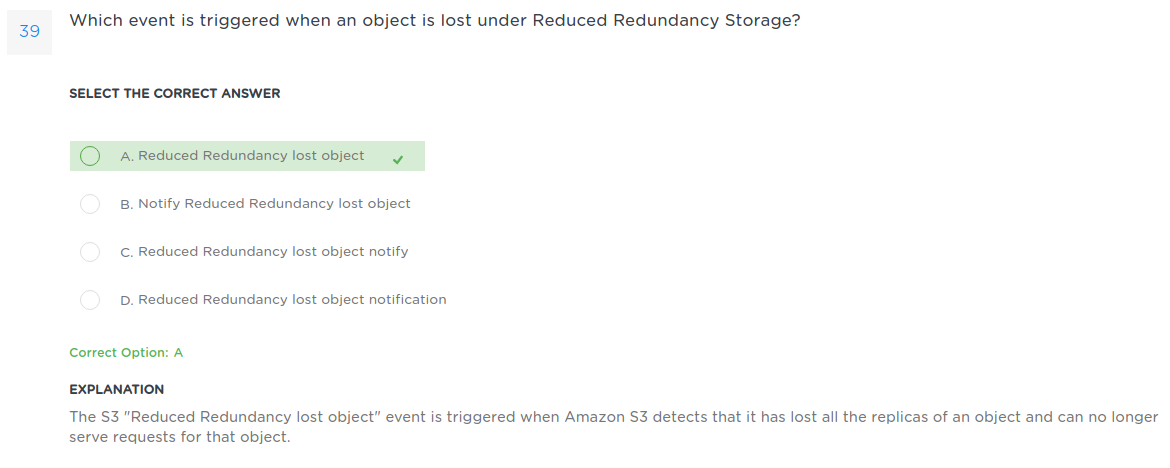 39
Which event is triggered when an object is lost under Reduced Redundancy Storage?
SELECT THE CORRECT ANSWER
A. Reduced Redundancy lost object
B. Notify Reduced Redundancy lost object
C. Reduced Redundancy lost object notify
D. Reduced Redundancy lost object notification
Correct Option: A
EXPLANATION
The S3 "Reduced Redundancy lost object" event is triggered when Amazon S3 detects that it has lost all the replicas of an object and can no longer
serve requests for that object.